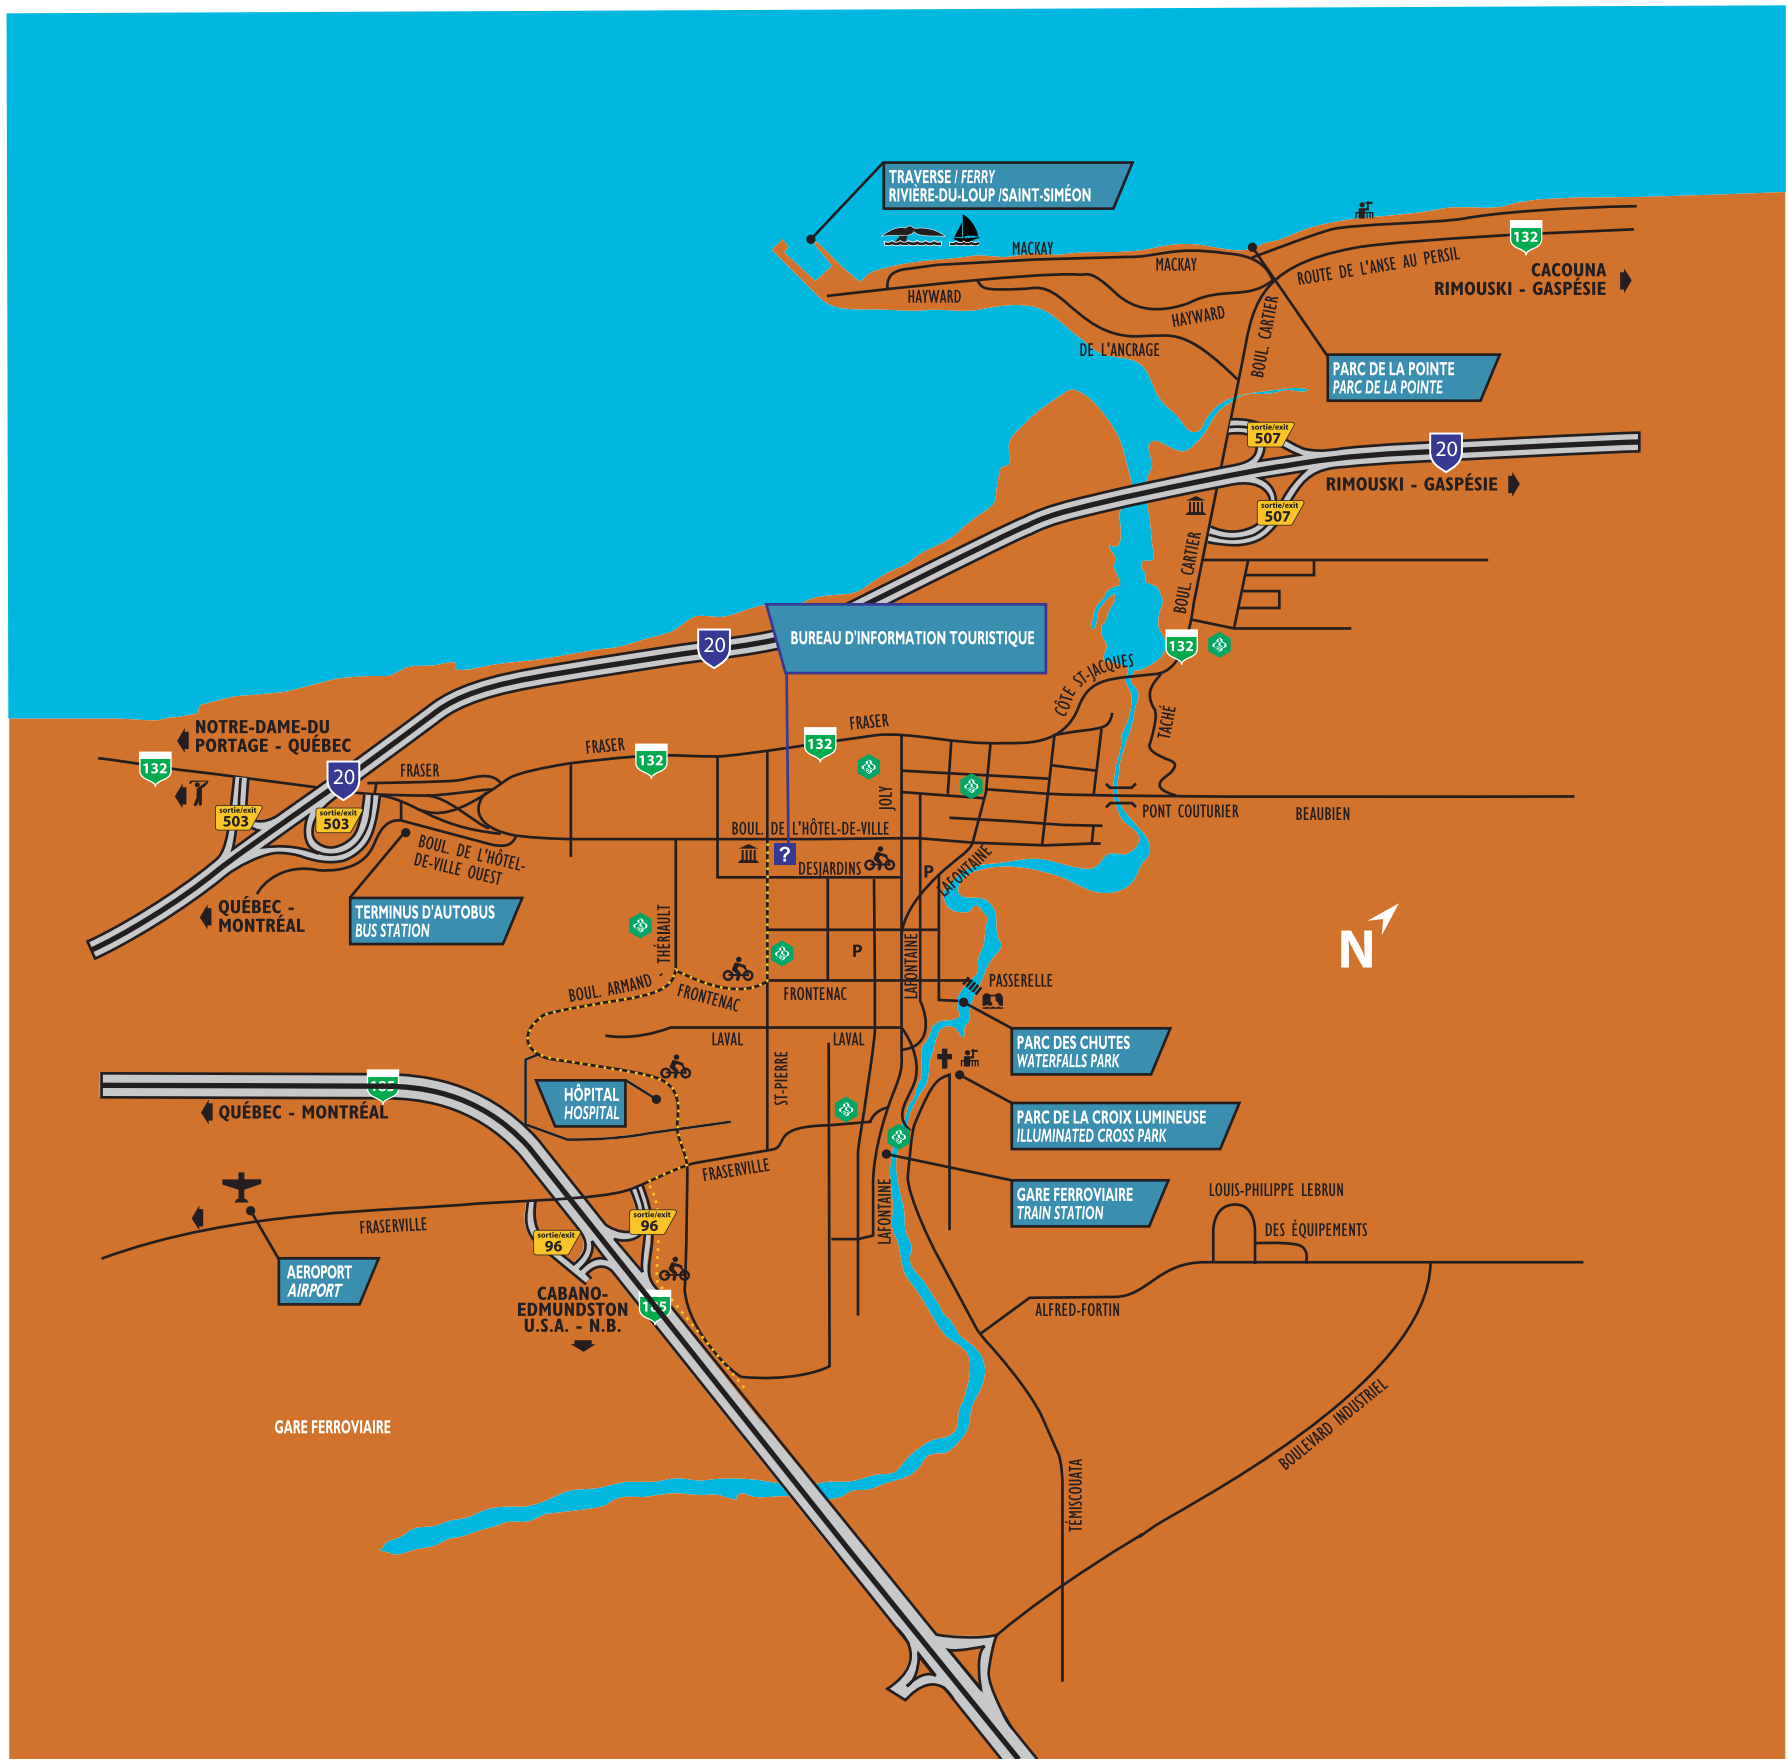 TRAVERSE / FERRY
RIVIÈRE-DU-LOUP /SAINT-SIMÉON
MACKAY
MACKAY
HAYWARD
HAYWARD
DE L'ANCRAGE
132
ROUTE DE L'ANSE AU PERSIL
CACOUNA
RIMOUSKI - GASPÉSIE
BOUL. CARTIER
PARC DE LA POINTE
PARC DE LA POINTE
sortie/exit
507
20
RIMOUSKI - GASPÉSIE
sortie/exit
507
BOUL. CARTIER
BUREAU D'INFORMATION TOURISTIQUE
20
132
CÔTE ST-JACQUES
TACHÉ
NOTRE-DAME-DU
PORTAGE - QUÉBEC
132
20
FRASER
FRASER
132
132
FRASER
sortie/exit
503
sortie/exit
503
JOLY
PONT COUTURIER
BEAUBIEN
BOUL. DE L'HÔTEL-DE-VILLE
BOUL. DE L'HÔTEL-
DE-VILLE OUEST
?
DESJARDINS
P
LAFONTAINE
QUÉBEC -
MONTRÉAL
TERMINUS D'AUTOBUS
BUS STATION
THÉRIAULT
P
LAFONTAINE
N
BOUL. ARMAND -
FRONTENAC
FRONTENAC
PASSERELLE
LAVAL
LAVAL
PARC DES CHUTES
WATERFALLS PARK
ST-PIERRE
185
QUÉBEC - MONTRÉAL
HÔPITAL
HOSPITAL
PARC DE LA CROIX LUMINEUSE
ILLUMINATED CROSS PARK
FRASERVILLE
GARE FERROVIAIRE
TRAIN STATION
LAFONTAINE
LOUIS-PHILIPPE LEBRUN
DES ÉQUIPEMENTS
FRASERVILLE
sortie/exit
96
sortie/exit
96
AEROPORT
AIRPORT
CABANO-
EDMUNDSTON
U.S.A. - N.B.
185
ALFRED-FORTIN
GARE FERROVIAIRE
BOULEVARD INDUSTRIEL
TÉMISCOUATA